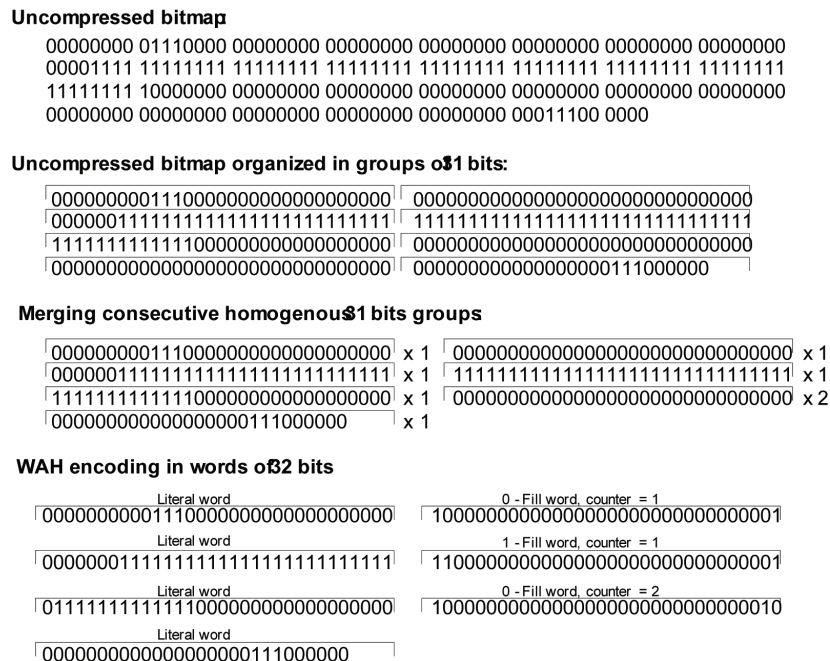 Uncompressed bitmap:
00000000 01110000 00000000 00000000 00000000 00000000 00000000 00000000
00001111 11111111 11111111 11111111 11111111 11111111 11111111 11111111
11111111 10000000 00000000 00000000 00000000 00000000 00000000 00000000
00000000 00000000 00000000 00000000 00000000 00011100 0000
Uncompressed bitmap organized in groups of 31 bits:
0000000001110000000000000000000 0000000000000000000000000000000
0000001111111111111111111111111 1111111111111111111111111111111
1111111111111000000000000000000 0000000000000000000000000000000
0000000000000000000000000000000 000000000000000000111000000
Merging consecutive homogenous 31 bits groups:
0000000001110000000000000000000 x 1 0000000000000000000000000000000 x 1
0000001111111111111111111111111 x 1 1111111111111111111111111111111 x 1
1111111111111000000000000000000 x 1 0000000000000000000000000000000 x 2
000000000000000000111000000 x 1
WAH encoding in words of 32 bits
Literal word 0 - Fill word, counter = 1
00000000001110000000000000000000 10000000000000000000000000000001
Literal word 1 - Fill word, counter = 1
00000001111111111111111111111111 11000000000000000000000000000001
Literal word 0 - Fill word, counter = 2
01111111111111000000000000000000 10000000000000000000000000000010
Literal word
0000000000000000000111000000